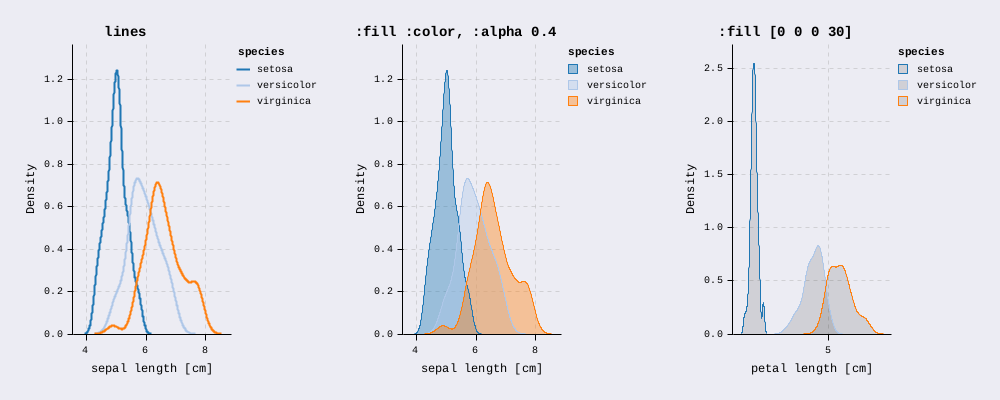 lines
species
setosa
versicolor
virginica
1.2
1.0
0.8
0.6
0.4
0.2
0.0
Density
4 6 8
sepal length [cm]
:fill :color, :alpha 0.4
species
setosa
versicolor
virginica
1.2
1.0
0.8
0.6
0.4
0.2
0.0
Density
4 6 8
sepal length [cm]
:fill [0 0 0 30]
species
setosa
versicolor
virginica
2.5
2.0
1.5
1.0
0.5
0.0
Density
5
petal length [cm]